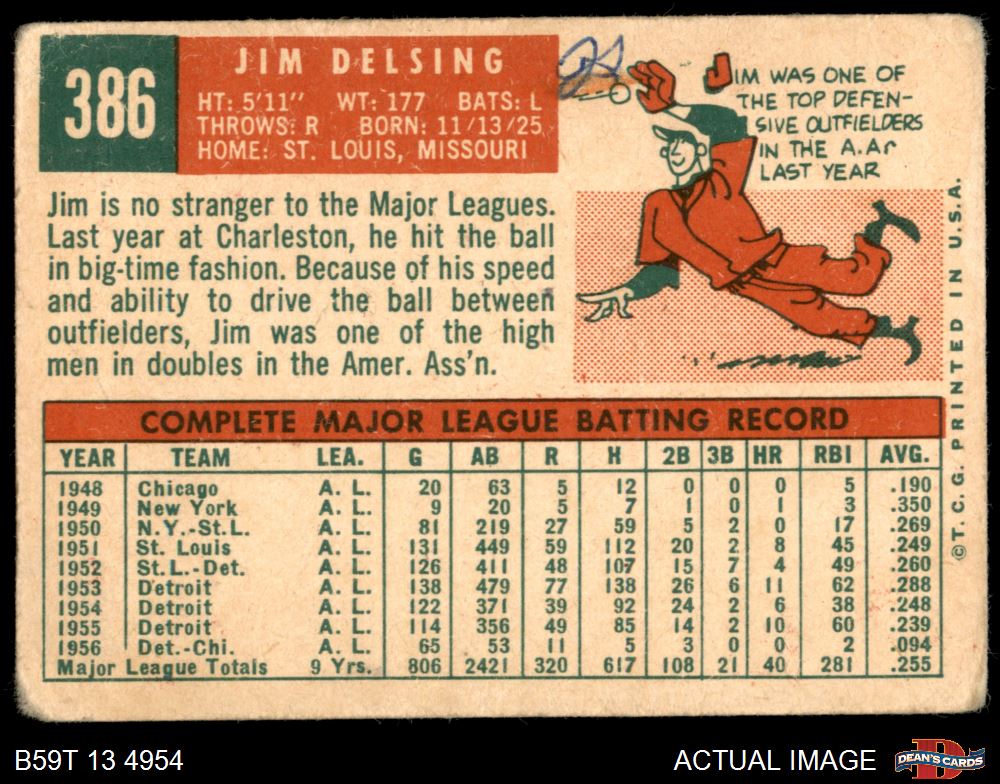 386
JIM DELSING
HT: 5'11" WT: 177 BATS: L
THROWS: R BORN: 11/13/25
HOME: ST. LOUIS, MISSOURI
JIM WAS ONE OF
THE TOP DEFEN-
SIVE OUTFIELDERS
IN THE A.A.
LAST YEAR
Jim is no stranger to the Major Leagues.
Last year at Charleston, he hit the ball
in big-time fashion. Because of his speed
and ability to drive the ball between
outfielders, Jim was one of the high
men in doubles in the Amer. Ass'n.
COMPLETE MAJOR LEAGUE BATTING RECORD
YEAR TEAM LEA. G AB R H 2B 3B HR RBI AVG.
1948 Chicago A. L. 20 63 5 12 0 0 0 5 .190
1949 New York A. L. 9 20 5 7 1 0 1 3 .350
1950 N.Y.-St.L. A. L. 81 219 27 59 5 2 0 17 .269
1951 St. Louis A. L. 131 449 59 112 20 2 8 45 .249
1952 St.L.-Det. A. L. 126 411 48 107 15 7 4 49 .260
1953 Detroit A. L. 138 479 77 138 26 6 11 62 .288
1954 Detroit A. L. 122 371 39 92 24 2 6 38 .248
1955 Detroit A. L. 114 356 49 85 14 2 10 60 .239
1956 Det.-Chi. A. L. 65 53 11 5 3 0 0 2 .094
Major League Totals 9 Yrs. 806 2421 320 617 108 21 40 281 .255
©T. C. G. PRINTED IN U.S.A.
B59T 13 4954
ACTUAL IMAGE
DEAN'S CARDS